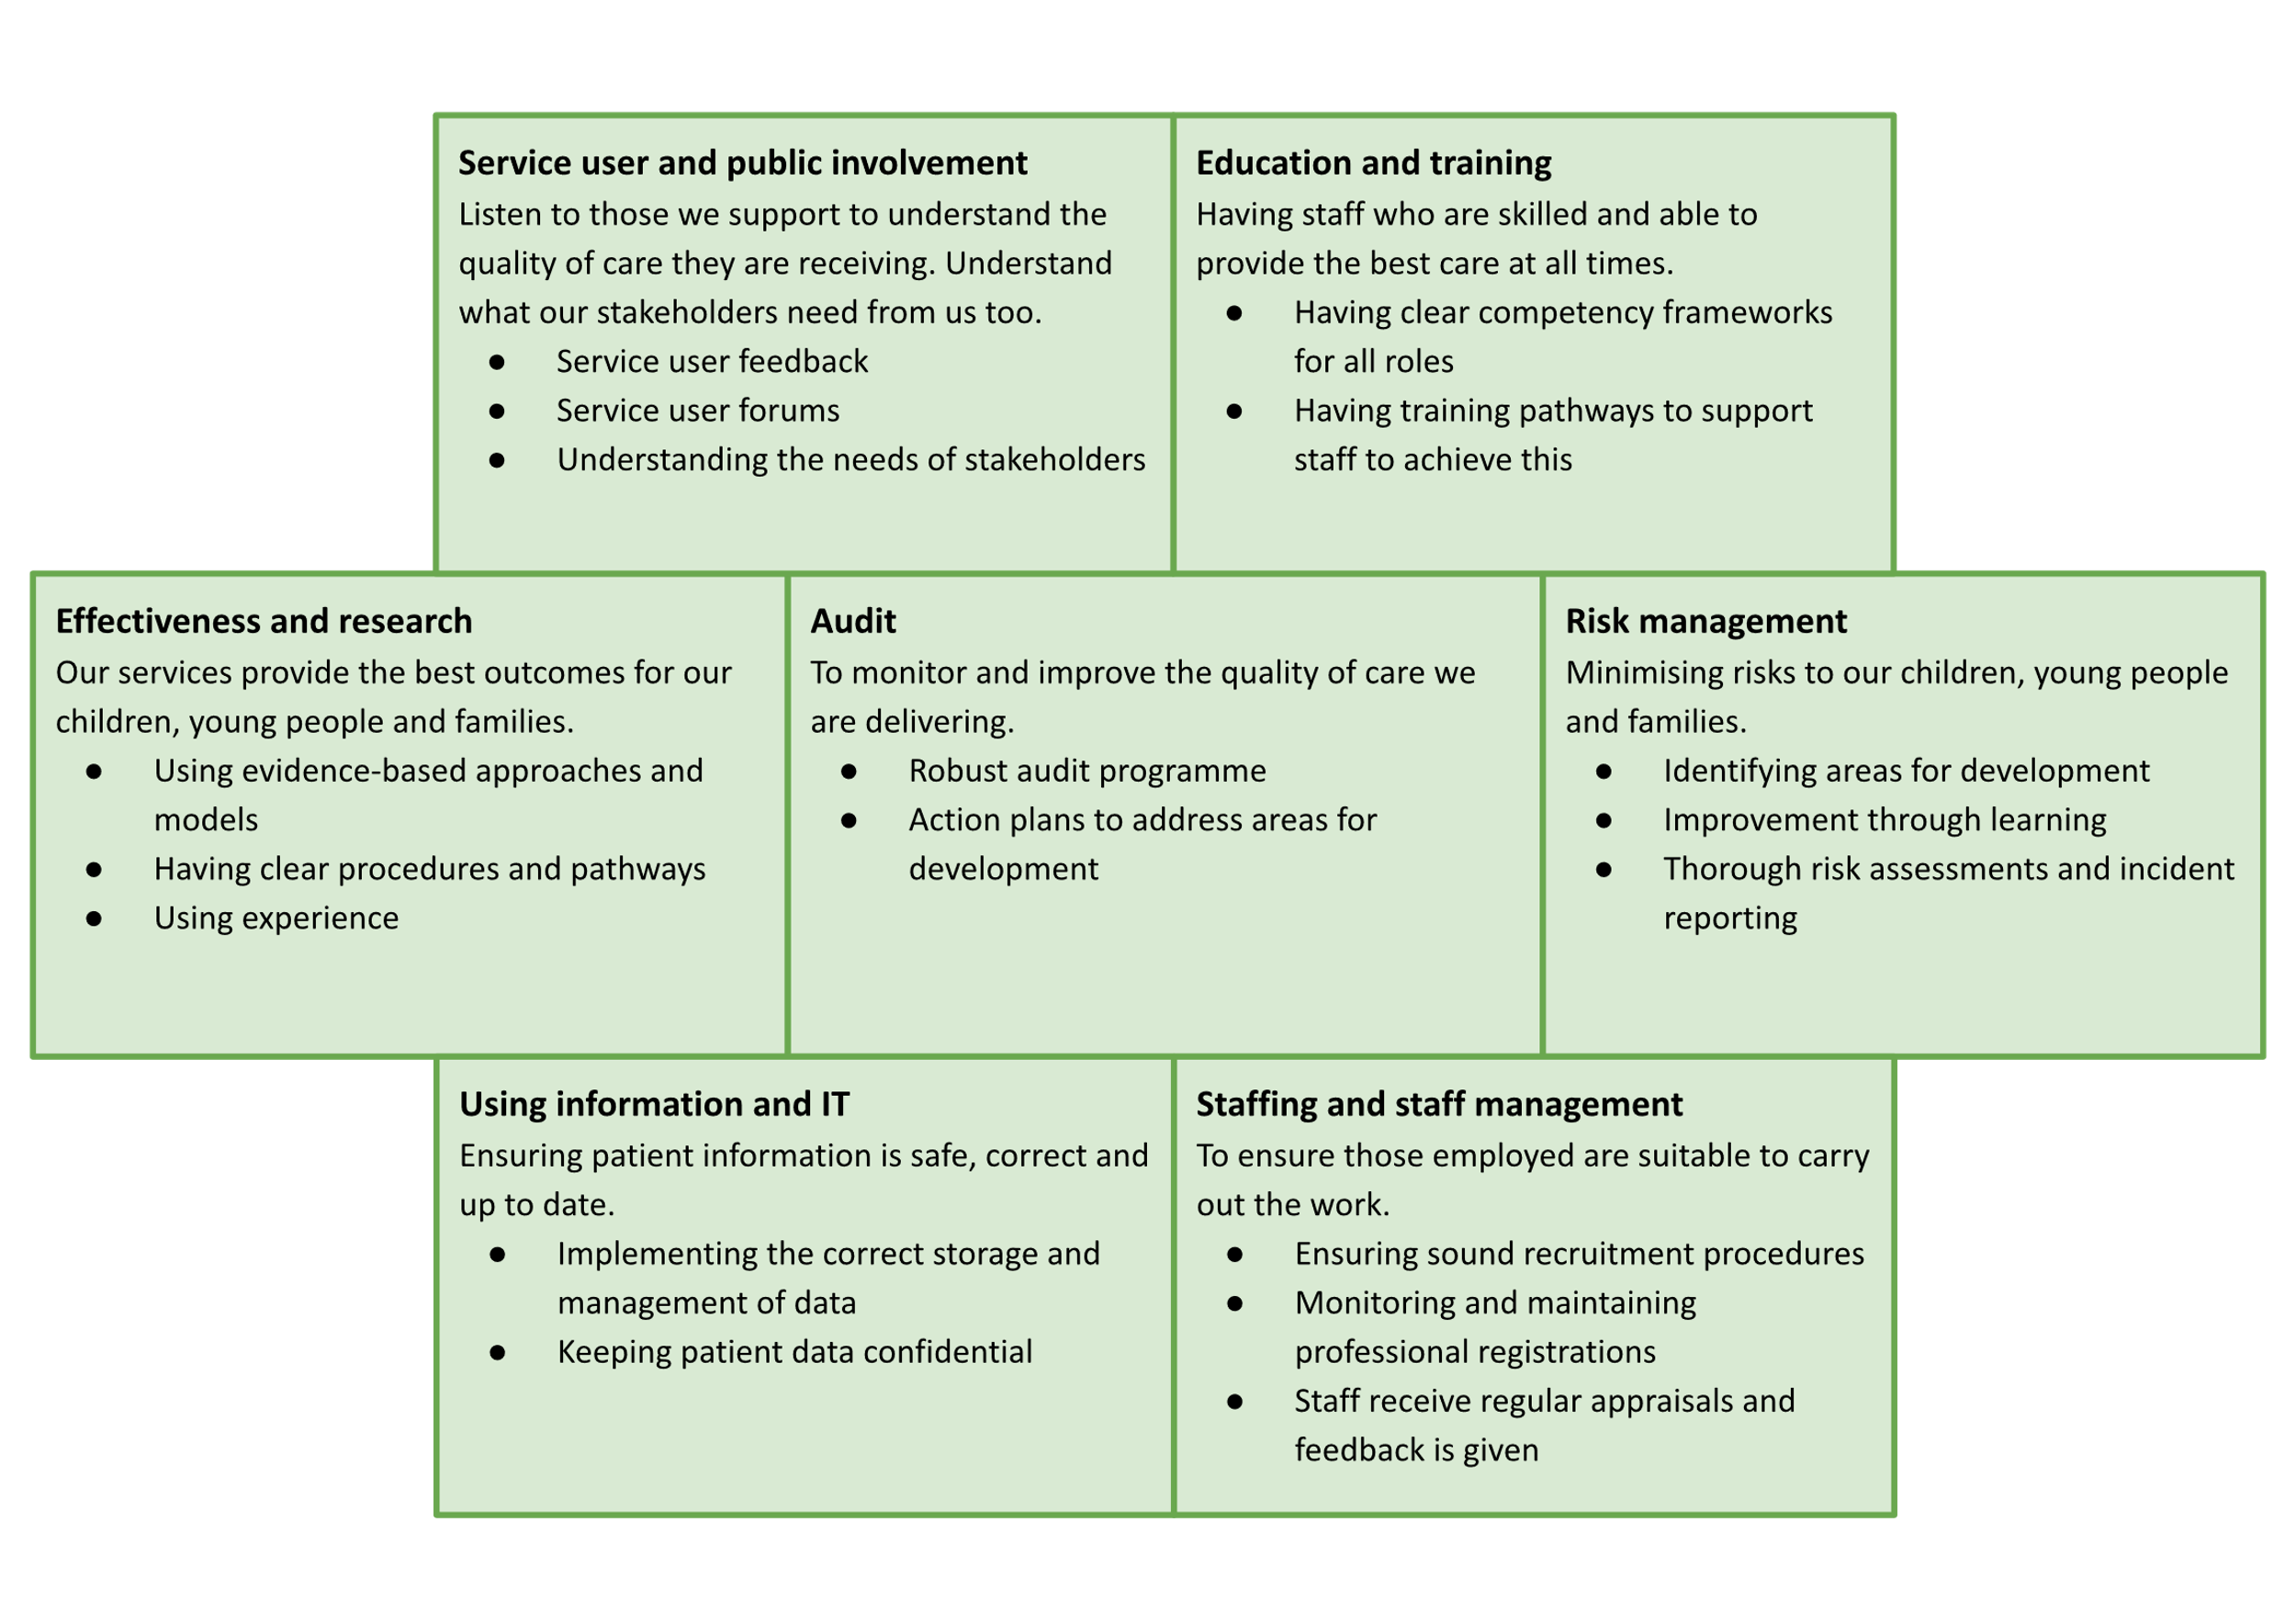 Service user and public involvement
Listen to those we support to understand the
quality of care they are receiving. Understand
what our stakeholders need from us too.
● Service user feedback
● Service user forums
● Understanding the needs of stakeholders
Education and training
Having staff who are skilled and able to
provide the best care at all times.
● Having clear competency frameworks
for all roles
● Having training pathways to support
staff to achieve this
Effectiveness and research
Our services provide the best outcomes for our
children, young people and families.
● Using evidence-based approaches and
models
● Having clear procedures and pathways
● Using experience
Audit
To monitor and improve the quality of care we
are delivering.
● Robust audit programme
● Action plans to address areas for
development
Risk management
Minimising risks to our children, young people
and families.
● Identifying areas for development
● Improvement through learning
● Thorough risk assessments and incident
reporting
Using information and IT
Ensuring patient information is safe, correct and
up to date.
● Implementing the correct storage and
management of data
● Keeping patient data confidential
Staffing and staff management
To ensure those employed are suitable to carry
out the work.
● Ensuring sound recruitment procedures
● Monitoring and maintaining
professional registrations
● Staff receive regular appraisals and
feedback is given